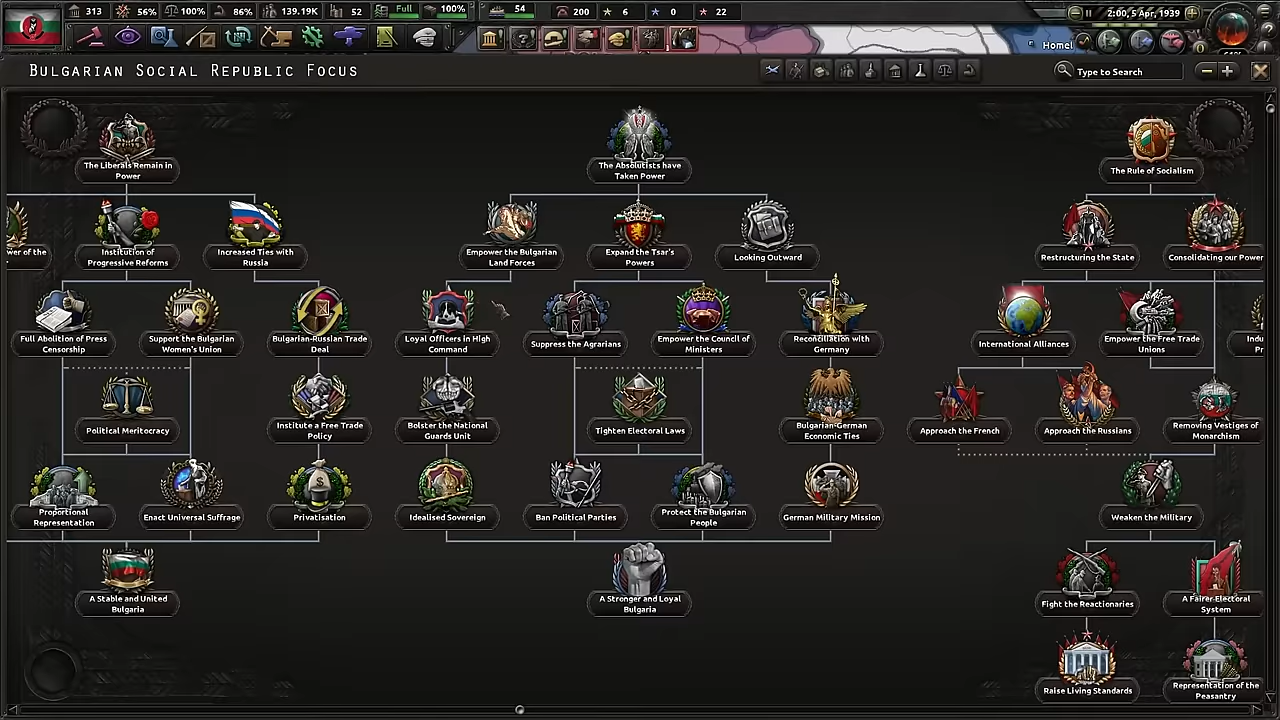 313
56%
100%
86%
139.19K
52
Full
100%
54
200
6
0
22
2:00, 5 Apr, 1939
Homel
0
Bulgarian Social Republic Focus
Type to Search
The Liberals Remain in
Power
The Absolutists have
Taken Power
The Rule of Socialism
wer of the
Institution of
Progressive Reforms
Increased Ties with
Russia
Empower the Bulgarian
Land Forces
Expand the Tsar's
Powers
Looking Outward
Restructuring the State
Consolidating our Power
Full Abolition of Press
Censorship
Support the Bulgarian
Women's Union
Bulgarian-Russian Trade
Deal
Loyal Officers in High
Command
Suppress the Agrarians
Empower the Council of
Ministers
Reconciliation with
Germany
International Alliances
Empower the Free Trade
Unions
Indu
Political Meritocracy
Institute a Free Trade
Policy
Bolster the National
Guards Unit
Tighten Electoral Laws
Bulgarian-German
Economic Ties
Approach the French
Approach the Russians
Removing Vestiges of
Monarchism
Proportional
Representation
Enact Universal Suffrage
Privatisation
Idealised Sovereign
Ban Political Parties
Protect the Bulgarian
People
German Military Mission
Weaken the Military
A Stable and United
Bulgaria
A Stronger and Loyal
Bulgaria
Fight the Reactionaries
A Fairer Electoral
System
Raise Living Standards
Representation of the
Peasantry